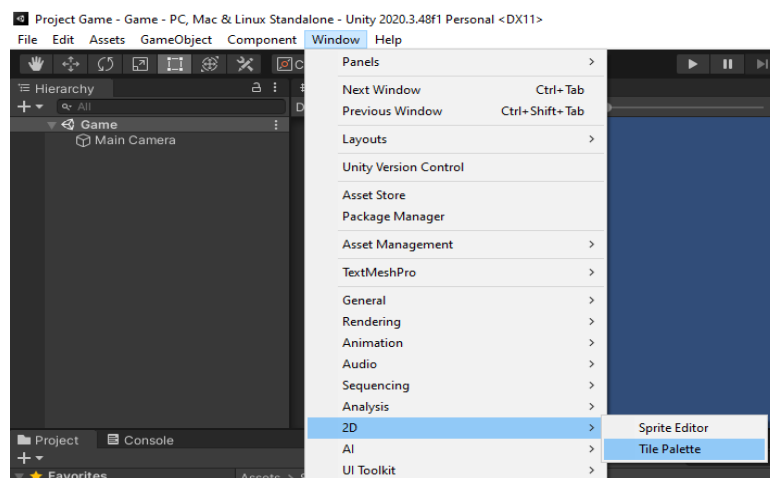 Project Game - Game - PC, Mac & Linux Standalone - Unity 2020.3.48f1 Personal <DX11>
File Edit Assets GameObject Component Window Help
Hierarchy
All
Game
Main Camera
Panels
Next Window Ctrl+Tab
Previous Window Ctrl+Shift+Tab
Layouts
Unity Version Control
Asset Store
Package Manager
Asset Management
TextMeshPro
General
Rendering
Animation
Audio
Sequencing
Analysis
2D
AI
UI Toolkit
Sprite Editor
Tile Palette
Project Console
Favorites